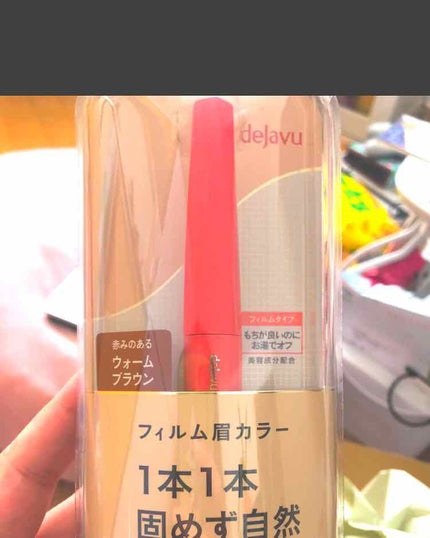 dejavu
フィルムタイプ
もちが良いのに
お湯でオフ
美容成分配合
赤みのある
ウォーム
ブラウン
dejavu
フィルム眉カラー
1本1本
固めず自然